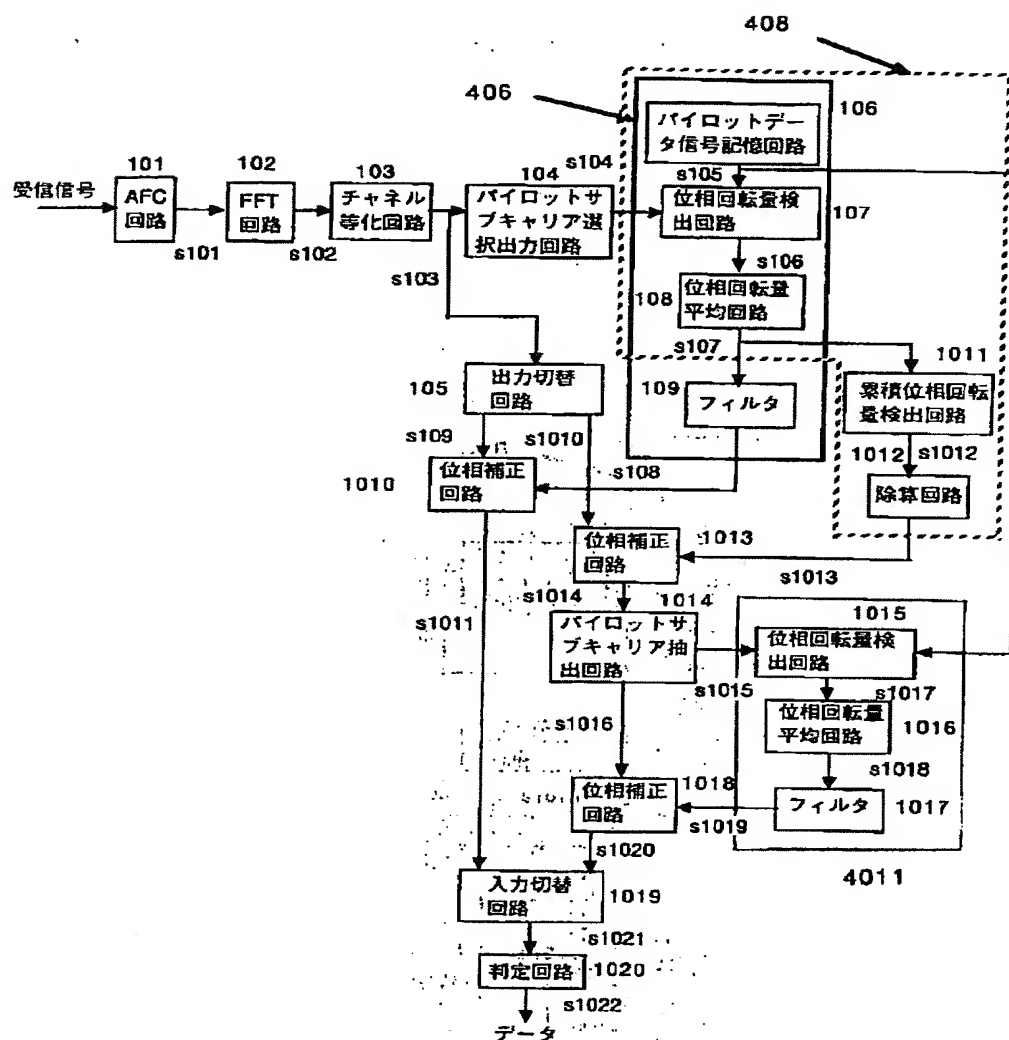 408
406
106
パイロットデー
タ信号記憶回路
101
102
103
104
s104
s105
受信信号
AFC
回路
FFT
回路
チャネル
等化回路
パイロットサ
ブキャリア選
択出力回路
位相回転量検
出回路
107
s101
s102
s103
s106
108
位相回転量
平均回路
s107
1011
105
出力切替
回路
109
フィルタ
累積位相回転
量検出回路
s109
s1010
s108
1012
s1012
1010
位相補正
回路
除算回路
1013
位相補正
回路
s1013
s1014
1014
1015
s1011
パイロットサ
ブキャリア抽
出回路
位相回転量検
出回路
s1015
s1017
s1016
位相回転量
平均回路
1016
s1018
1018
位相補正
回路
フィルタ
1017
s1019
s1020
4011
入力切替
回路
1019
s1021
判定回路
1020
s1022
データ